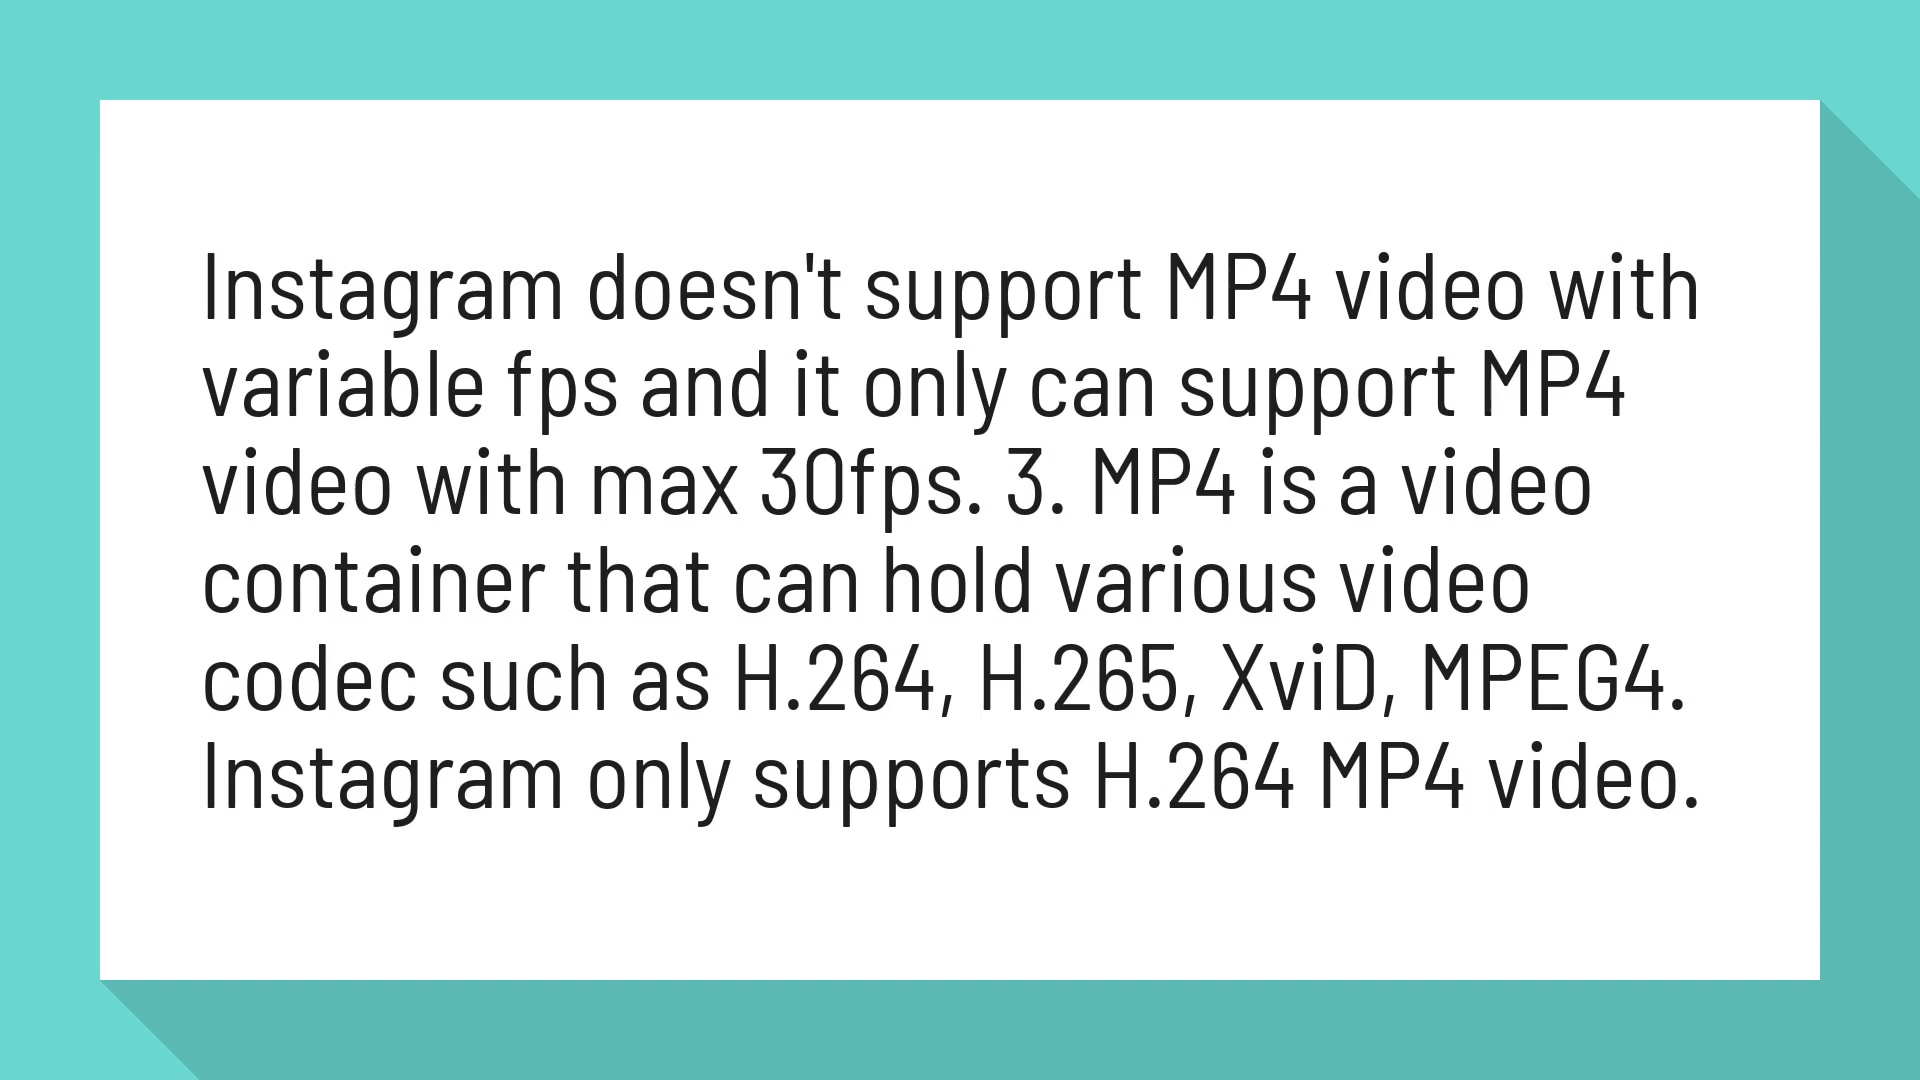 Instagram doesn't support MP4 video with
variable fps and it only can support MP4
video with max 30fps. 3. MP4 is a video
container that can hold various video
codec such as H.264, H.265, XviD, MPEG4.
Instagram only supports H.264 MP4 video.